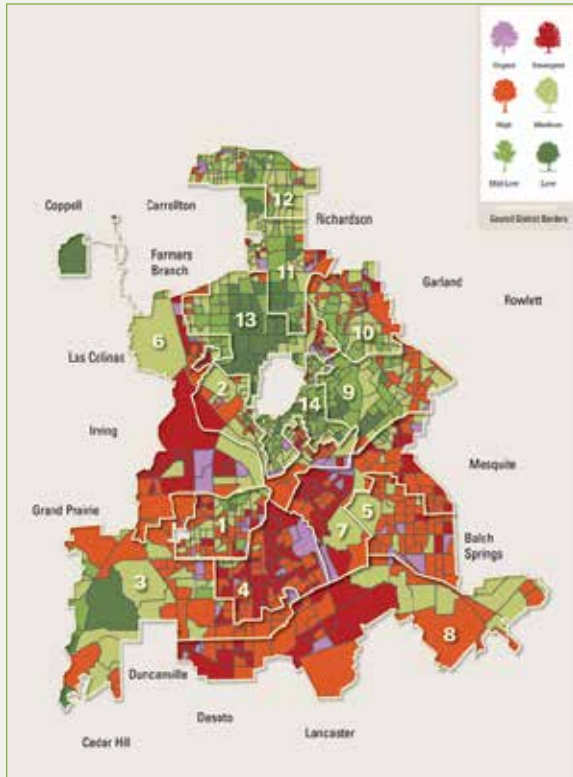 Urgent
Emergent
High
Medium
Mid-Low
Low
Council District Borders
12
Coppell
Carrollton
Richardson
Farmers
Branch
11
Garland
Rowlett
13
10
6
Las Colinas
2
9
14
Irving
Mesquite
Grand Prairie
5
1
7
Balch
Springs
3
4
8
Duncanville
Desoto
Lancaster
Cedar Hill